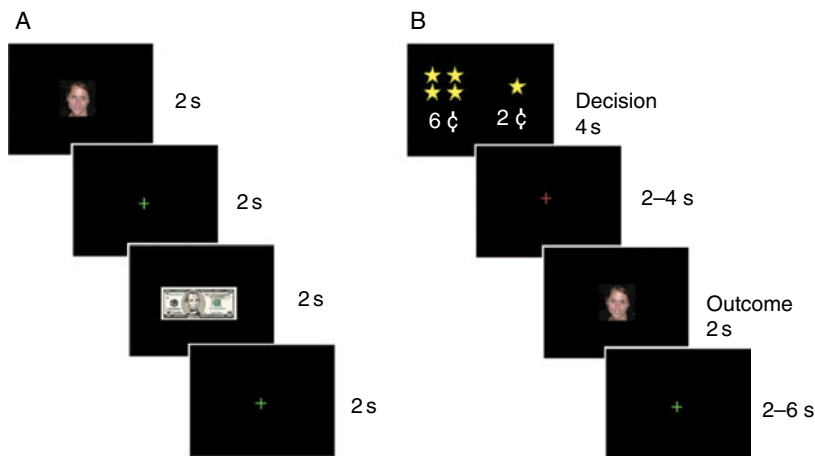 A
2 s
2 s
2 s
2 s
B
6 ¢
2 ¢
Decision
4 s
2–4 s
Outcome
2 s
2–6 s